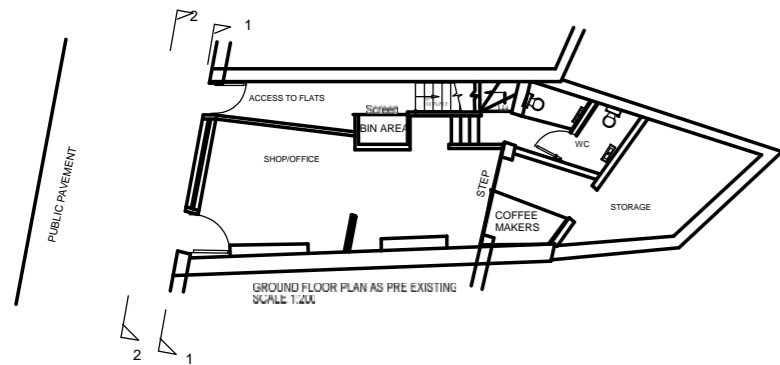 2
1
ACCESS TO FLATS
Screen
BIN AREA
SHOP/OFFICE
WC
PUBLIC PAVEMENT
STEP
COFFEE
MAKERS
STORAGE
GROUND FLOOR PLAN AS PRE EXISTING
SCALE 1:200
2
1